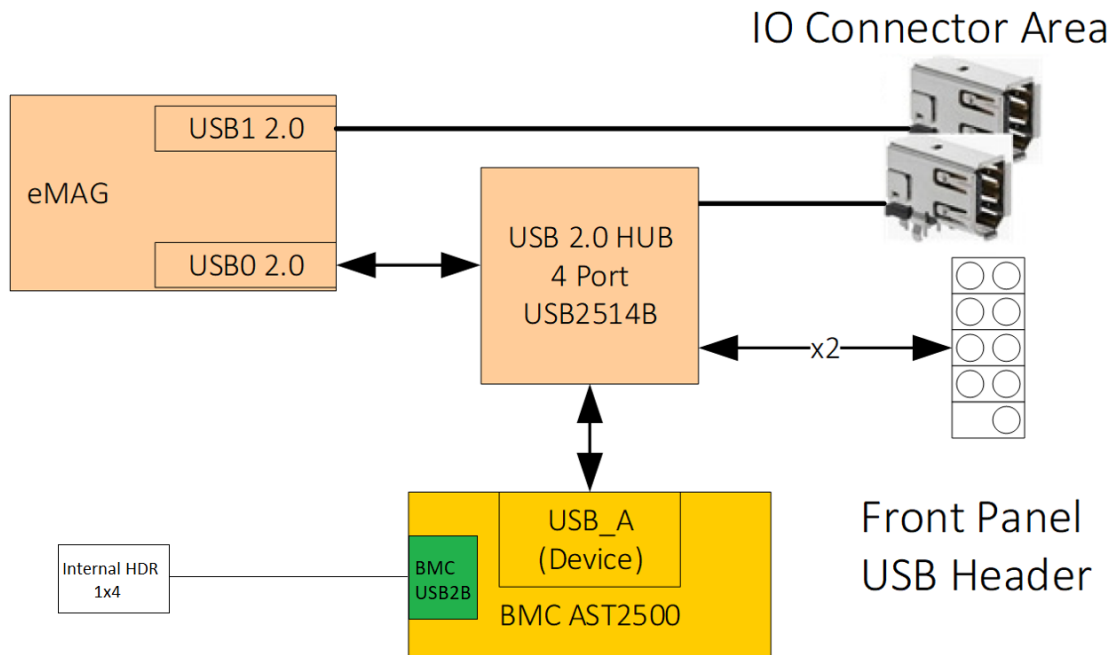 IO Connector Area
USB1 2.0
eMAG
USB0 2.0
USB 2.0 HUB
4 Port
USB2514B
x2
USB_A
(Device)
BMC
USB2B
BMC AST2500
Internal HDR
1x4
Front Panel
USB Header